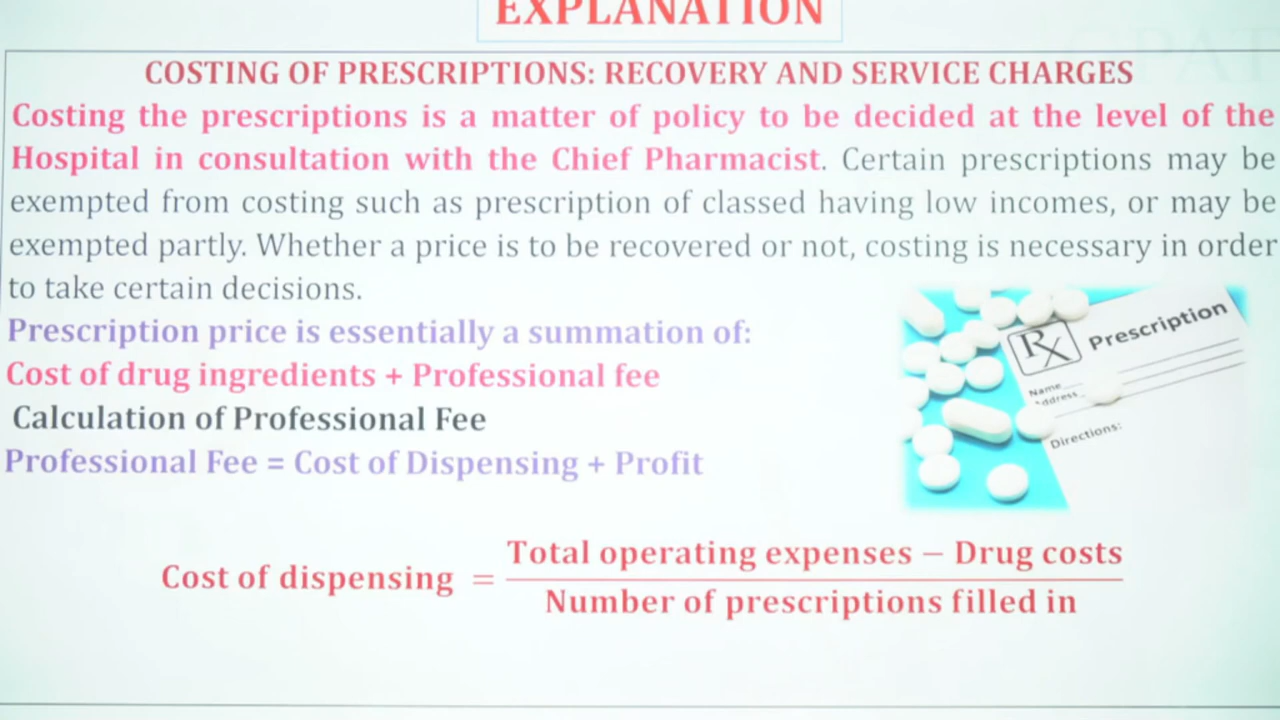 EXPLANATION
COSTING OF PRESCRIPTIONS: RECOVERY AND SERVICE CHARGES
Costing the prescriptions is a matter of policy to be decided at the level of the
Hospital in consultation with the Chief Pharmacist. Certain prescriptions may be
exempted from costing such as prescription of classed having low incomes, or may be
exempted partly. Whether a price is to be recovered or not, costing is necessary in order
to take certain decisions.
Prescription price is essentially a summation of:
Cost of drug ingredients + Professional fee
Calculation of Professional Fee
Professional Fee = Cost of Dispensing + Profit
Rx Prescription
Name
Address
Directions:
Cost of dispensing = Total operating expenses − Drug costs
Number of prescriptions filled in
GPAT